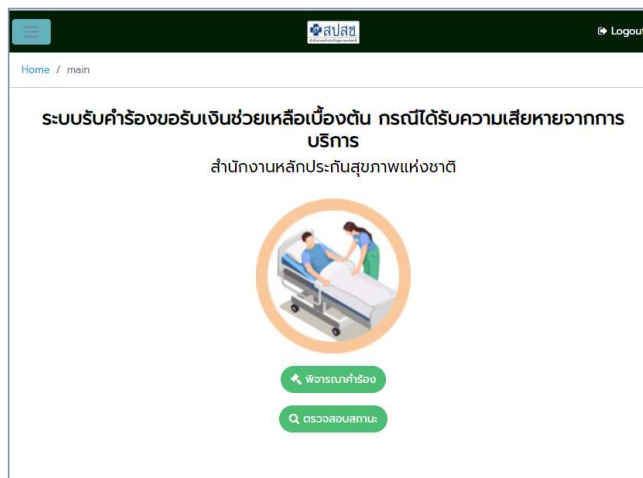 สปสช.
Logout
Home / main
ระบบรับคำร้องขอรับเงินช่วยเหลือเบื้องต้น กรณีได้รับความเสียหายจากการ
บริการ
สำนักงานหลักประกันสุขภาพแห่งชาติ
พิจารณาคำร้อง
ตรวจสอบสถานะ